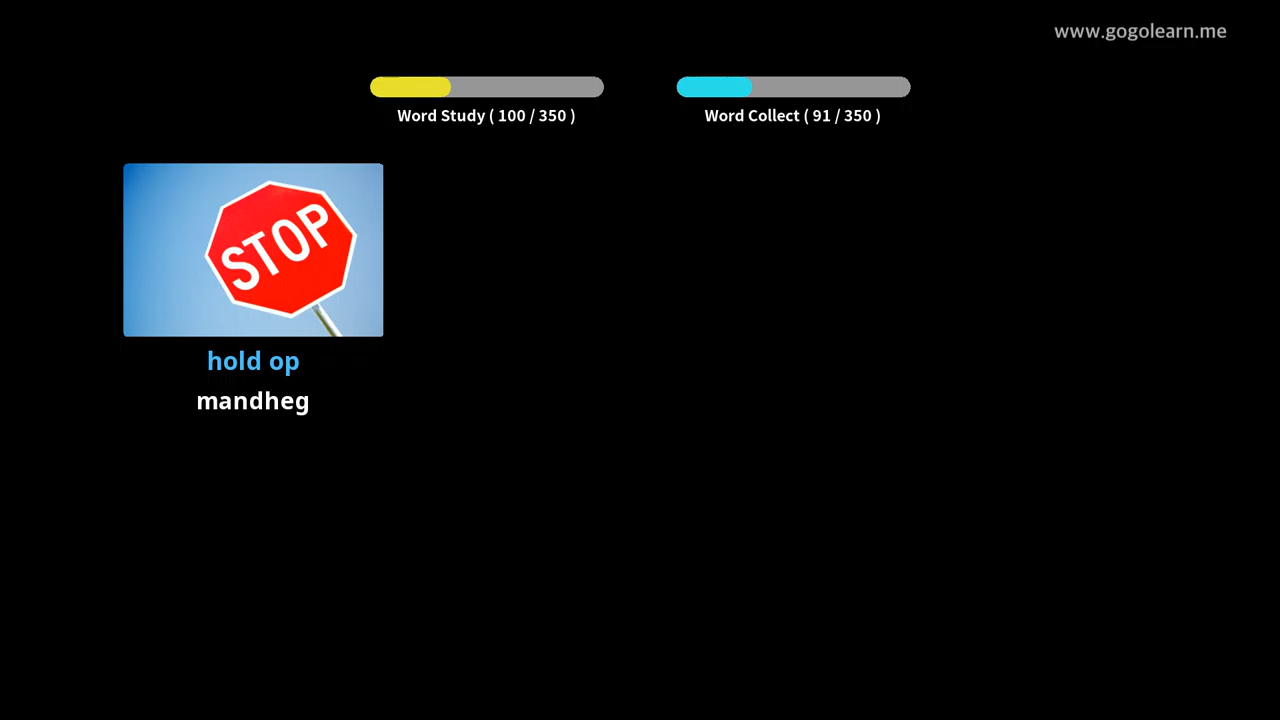 www.gogolearn.me
Word Study ( 100 / 350 )
Word Collect ( 91 / 350 )
STOP
hold op
mandheg